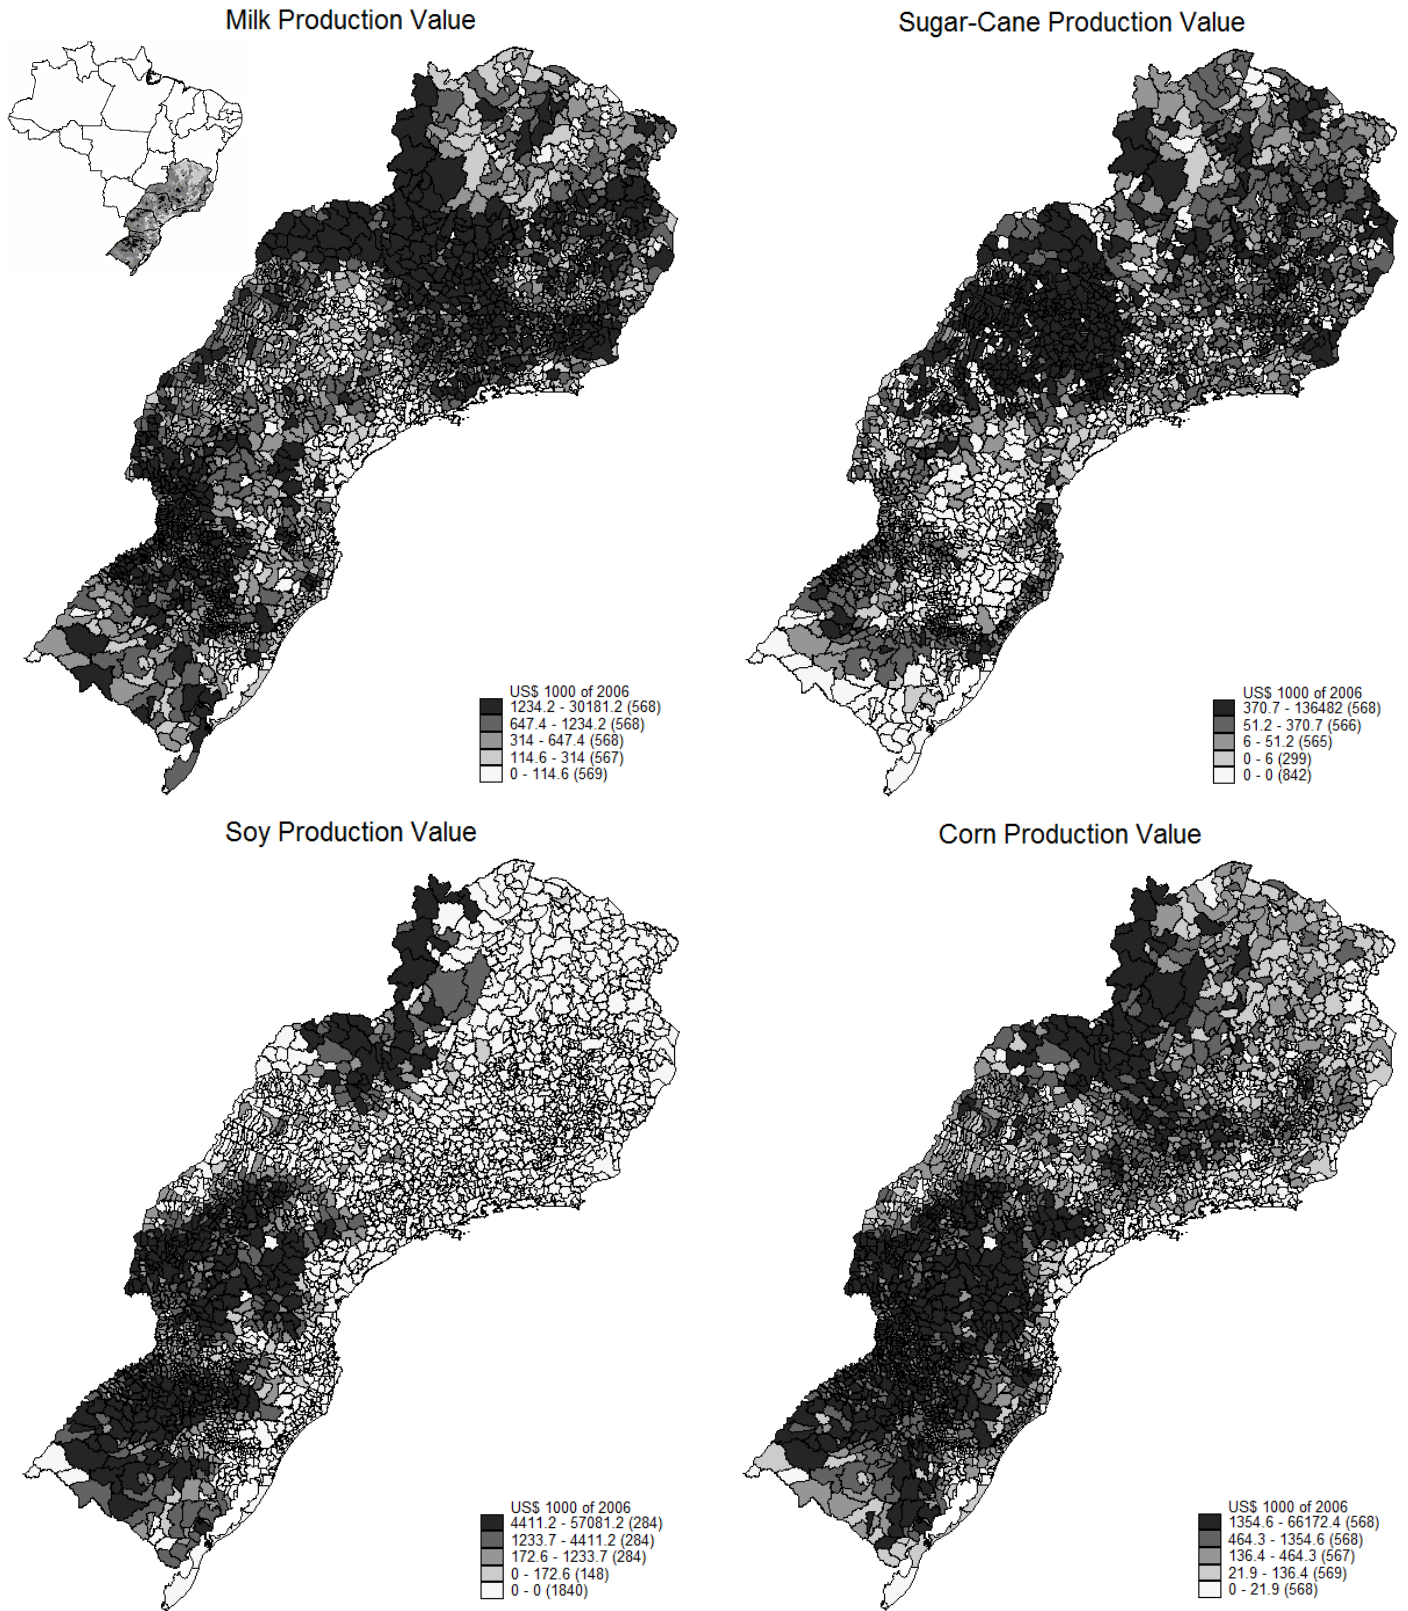 Milk Production Value
US$ 1000 of 2006
1234.2 - 30181.2 (568)
647.4 - 1234.2 (568)
314 - 647.4 (568)
114.6 - 314 (567)
0 - 114.6 (569)
Sugar-Cane Production Value
US$ 1000 of 2006
370.7 - 136482 (568)
51.2 - 370.7 (566)
6 - 51.2 (565)
0 - 6 (299)
0 - 0 (842)
Soy Production Value
US$ 1000 of 2006
4411.2 - 57081.2 (284)
1233.7 - 4411.2 (284)
172.6 - 1233.7 (284)
0 - 172.6 (148)
0 - 0 (1840)
Corn Production Value
US$ 1000 of 2006
1354.6 - 66172.4 (568)
464.3 - 1354.6 (568)
136.4 - 464.3 (567)
21.9 - 136.4 (569)
0 - 21.9 (568)